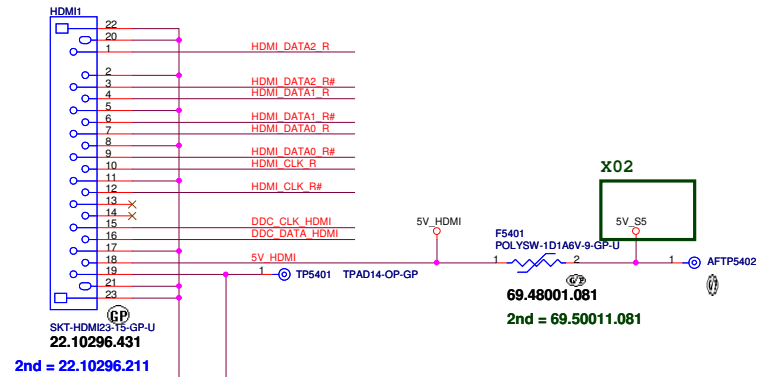 HDMI1
22
20
1
HDMI_DATA2_R
2
3
HDMI_DATA2_R#
4
HDMI_DATA1_R
5
6
HDMI_DATA1_R#
7
HDMI_DATA0_R
8
9
HDMI_DATA0_R#
10
HDMI_CLK_R
11
12
HDMI_CLK_R#
13
14
15
DDC_CLK_HDMI
16
DDC_DATA_HDMI
17
18
5V_HDMI
19
1
TP5401
TPAD14-OP-GP
21
23
GP
SKT-HDMI23-T5-GP-U
22.10296.431
2nd = 22.10296.211
X02
5V_HDMI
5V_S5
F5401
POLYSW-1D1A6V-9-GP-U
1
2
1
AFTP5402
69.48001.081
2nd = 69.50011.081